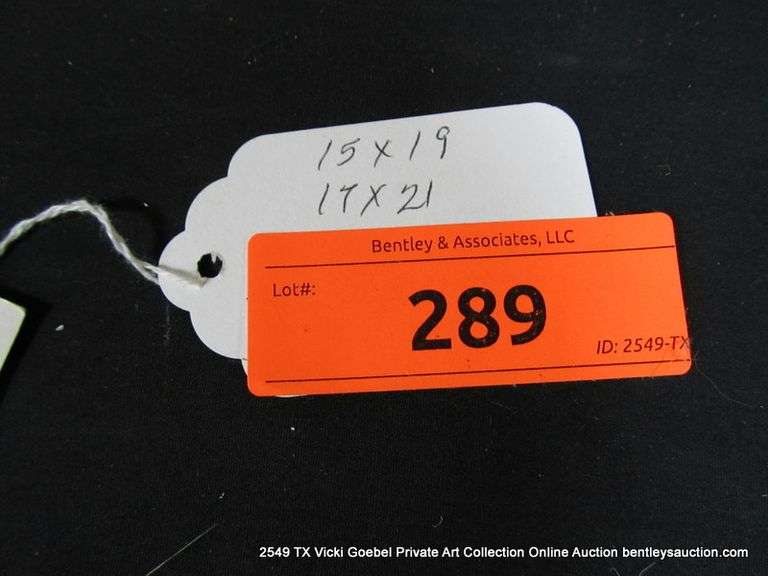 15 X 19
17 X 21
Bentley & Associates, LLC
Lot#:
289
ID: 2549-TX
2549 TX Vicki Goebel Private Art Collection Online Auction bentleysauction.com